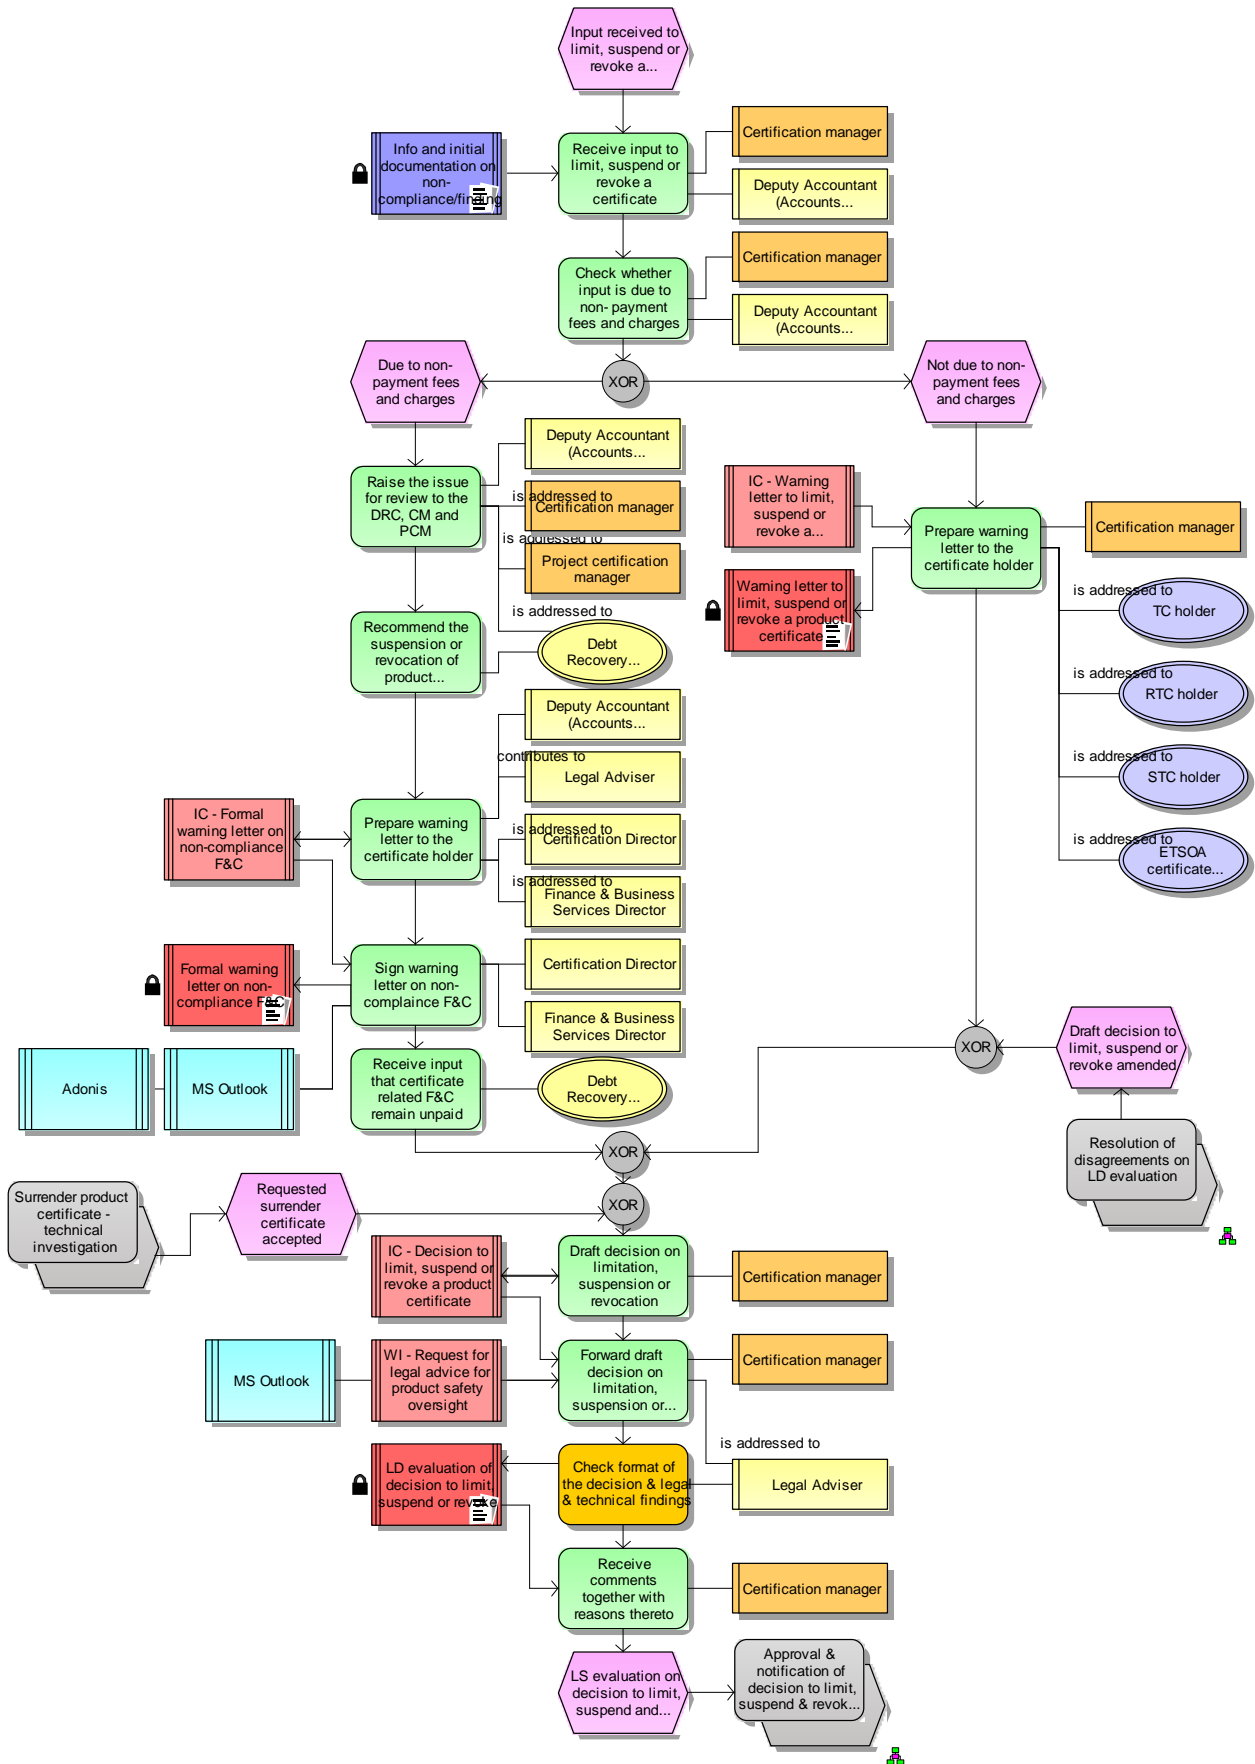 Input received to
limit, suspend or
revoke a...
Info and initial
documentation on
non-
compliance/finding
Receive input to
limit, suspend or
revoke a
certificate
Certification manager
Deputy Accountant
(Accounts...
Check whether
input is due to
non- payment
fees and charges
Certification manager
Deputy Accountant
(Accounts...
Due to non-
payment fees
and charges
XOR
Not due to non-
payment fees
and charges
Raise the issue
for review to the
DRC, CM and
PCM
Deputy Accountant
(Accounts...
is addressed to
Certification manager
is addressed to
Project certification
manager
is addressed to
Debt
Recovery...
Recommend the
suspension or
revocation of
product...
IC - Warning
letter to limit,
suspend or
revoke a...
Warning letter to
limit, suspend or
revoke a product
certificate
Prepare warning
letter to the
certificate holder
Certification manager
is addressed to
TC holder
is addressed to
RTC holder
is addressed to
STC holder
is addressed to
ETSOA
certificate...
Deputy Accountant
(Accounts...
contributes to
Legal Adviser
IC - Formal
warning letter on
non-compliance
F&C
Prepare warning
letter to the
certificate holder
is addressed to
Certification Director
is addressed to
Finance & Business
Services Director
Formal warning
letter on non-
compliance F&C
Sign warning
letter on non-
complaince F&C
Certification Director
Finance & Business
Services Director
Adonis
MS Outlook
Receive input
that certificate
related F&C
remain unpaid
Debt
Recovery...
XOR
Draft decision to
limit, suspend or
revoke amended
Resolution of
disagreements on
LD evaluation
XOR
Surrender product
certificate -
technical
investigation
Requested
surrender
certificate
accepted
XOR
IC - Decision to
limit, suspend or
revoke a product
certificate
Draft decision on
limitation,
suspension or
revocation
Certification manager
MS Outlook
WI - Request for
legal advice for
product safety
oversight
Forward draft
decision on
limitation,
suspension or...
Certification manager
is addressed to
LD evaluation of
decision to limit,
suspend or revoke
Check format of
the decision & legal
& technical findings
Legal Adviser
Receive
comments
together with
reasons thereto
Certification manager
LS evaluation on
decision to limit,
suspend and...
Approval &
notification of
decision to limit,
suspend & revok...